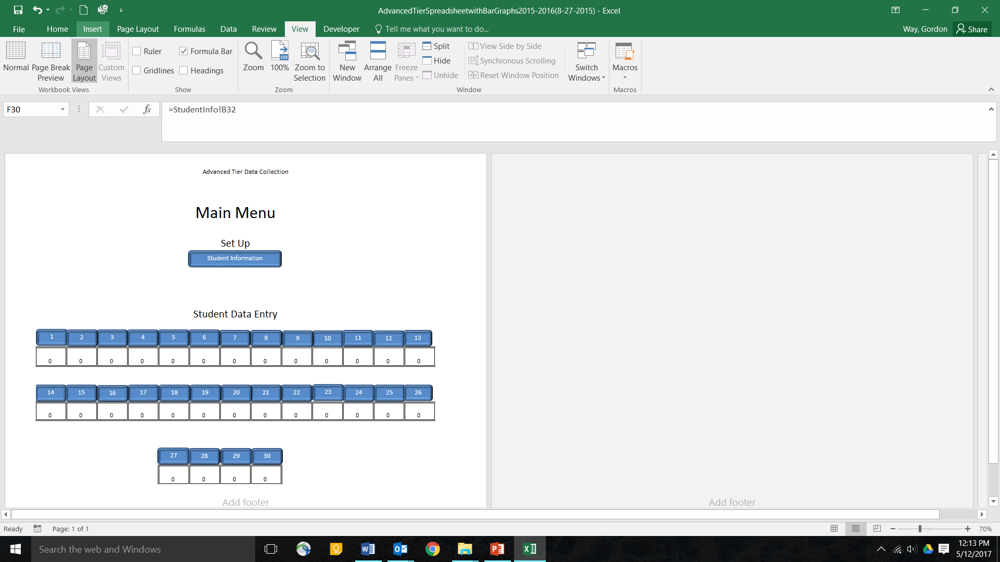 AdvancedTierSpreadsheetwithBarGraphs2015-2016(8-27-2015) - Excel
File Home Insert Page Layout Formulas Data Review View Developer Tell me what you want to do... Way, Gordon Share
Normal Page Break Preview Page Layout Custom Views
Workbook Views
Ruler Formula Bar
Gridlines Headings
Show
Zoom 100% Zoom to Selection
100
Zoom
New Window Arrange All Freeze Panes
Split
Hide
Unhide
View Side by Side
Synchronous Scrolling
Reset Window Position
Switch Windows
Window
Macros
Macros
F30 fx =StudentInfo!B32
Advanced Tier Data Collection
Main Menu
Set Up
Student Information
Student Data Entry
1 2 3 4 5 6 7 8 9 10 11 12 13
0 0 0 0 0 0 0 0 0 0 0 0 0
14 15 16 17 18 19 20 21 22 23 24 25 26
0 0 0 0 0 0 0 0 0 0 0 0 0
27 28 29 30
0 0 0 0
Add footer Add footer
Ready Page: 1 of 1 70%
Search the web and Windows
12:13 PM
5/12/2017